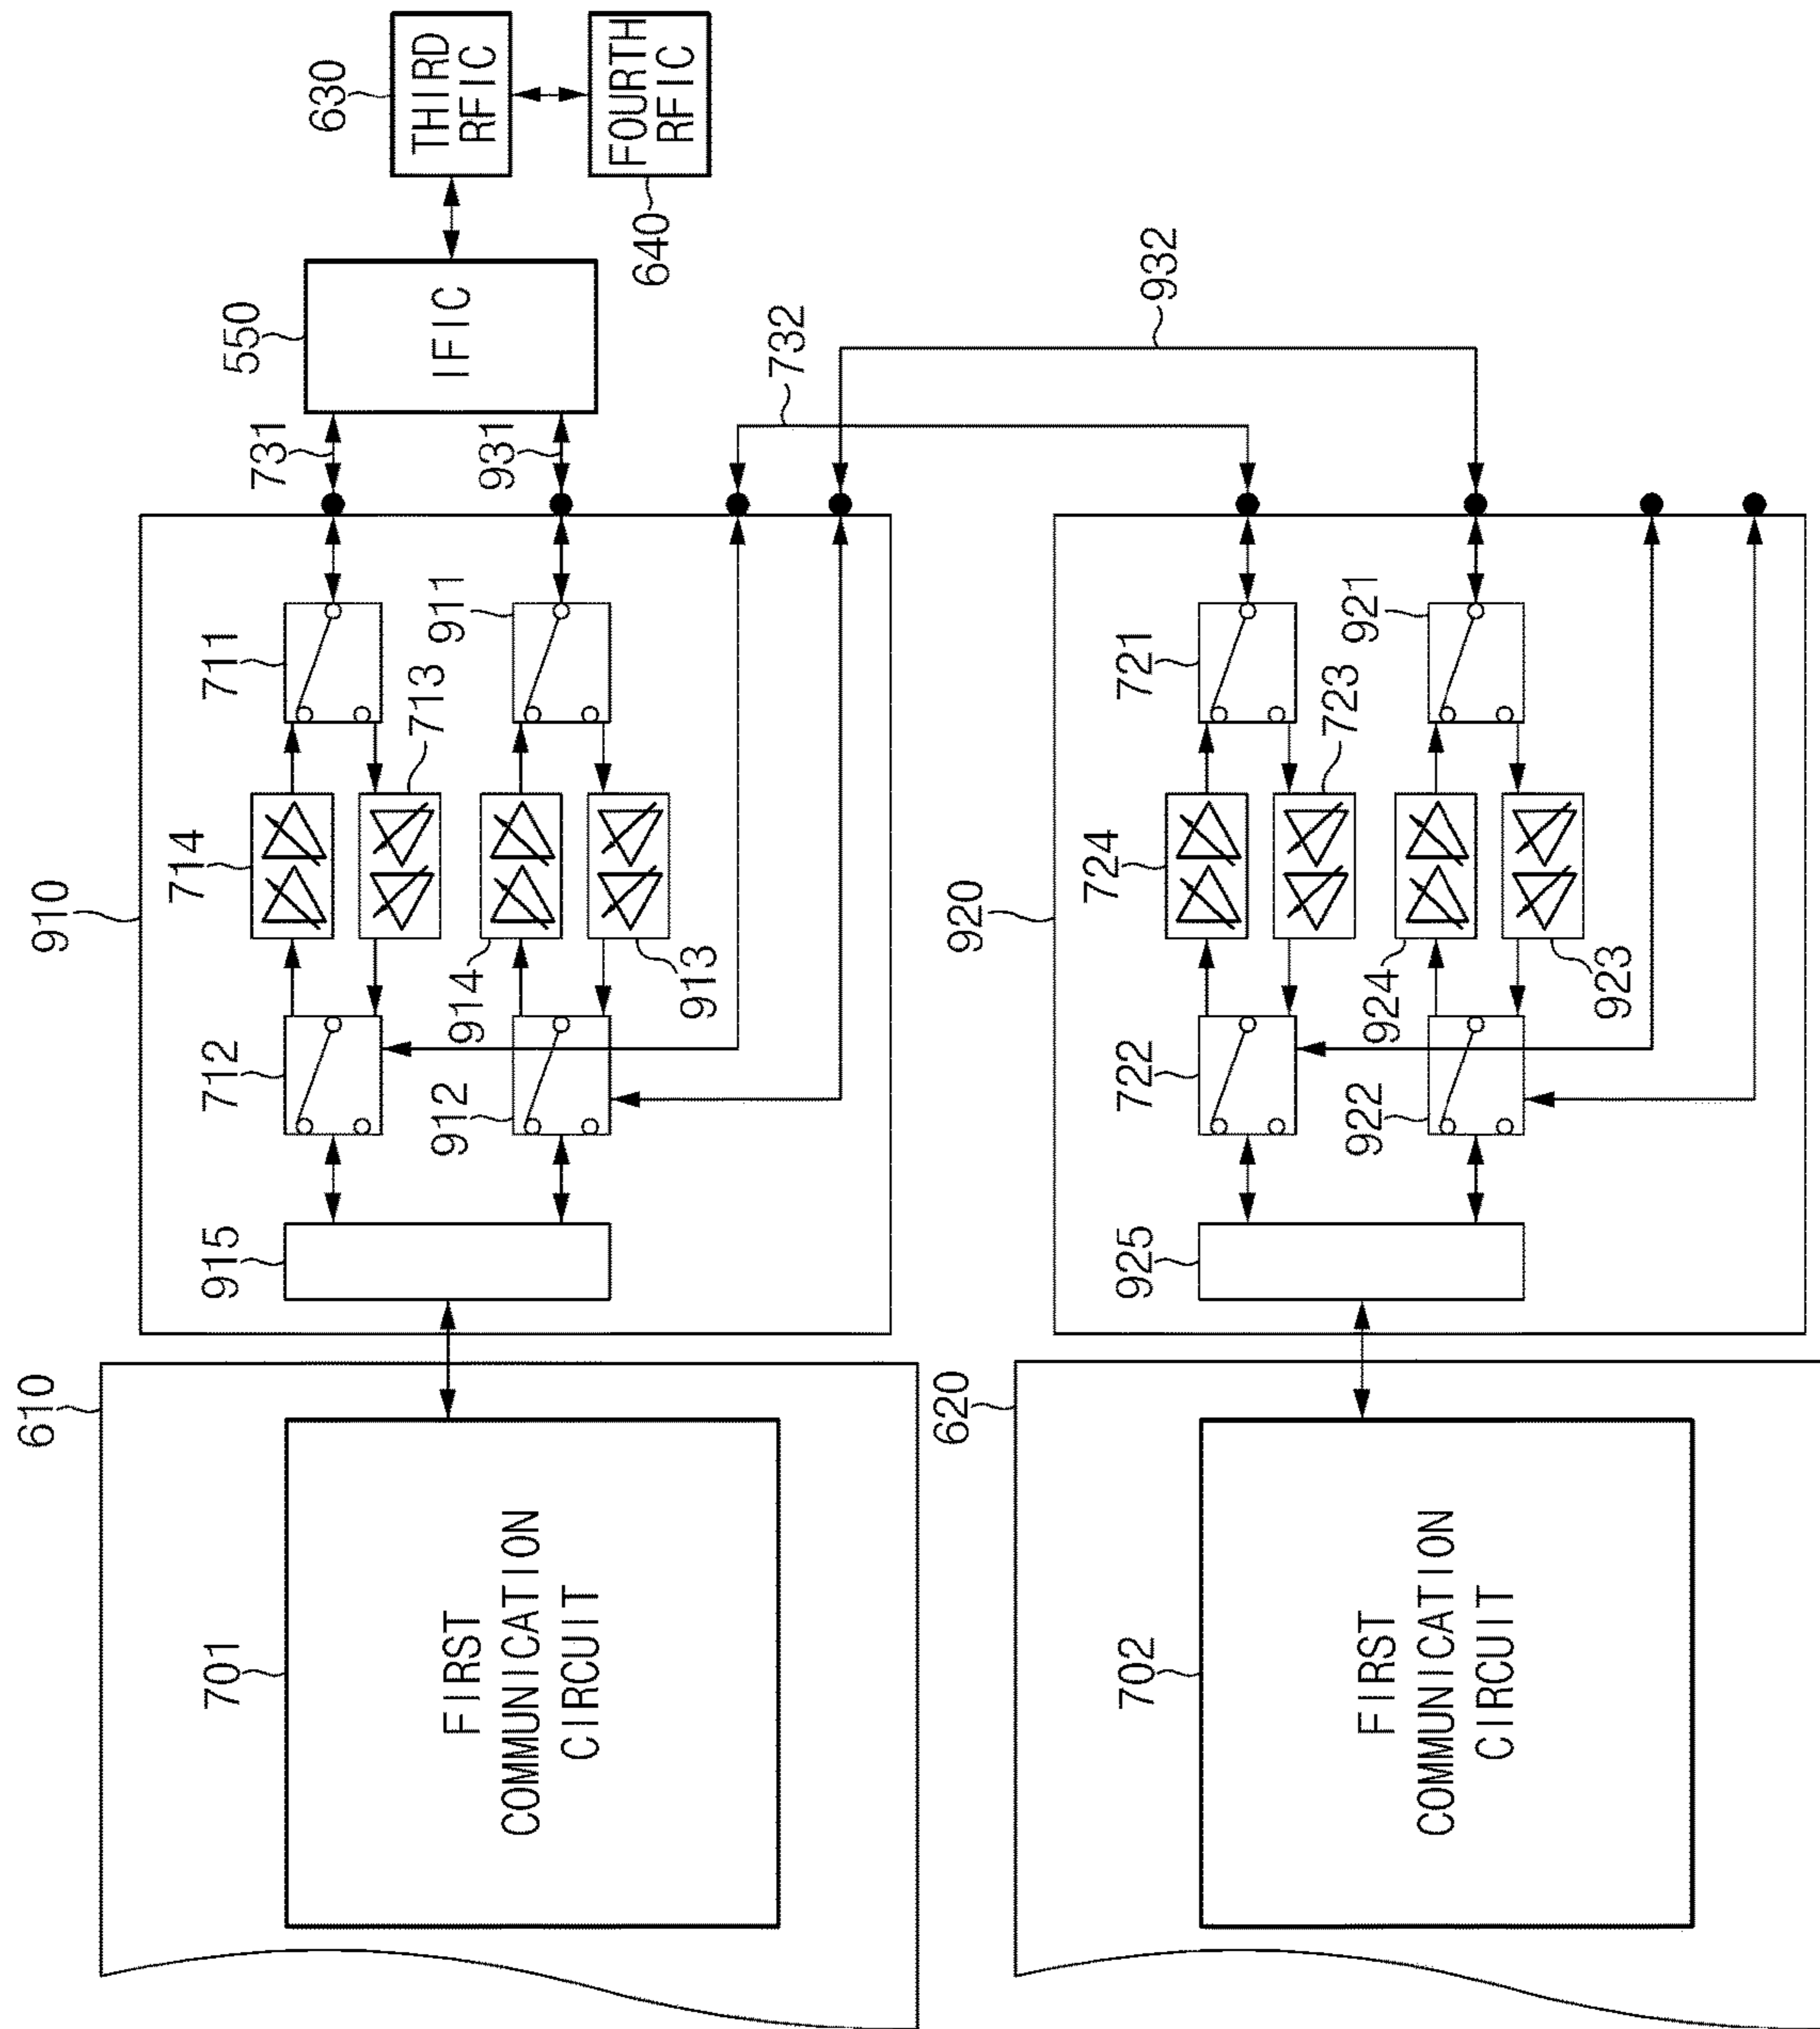 610
701
FIRST
COMMUNICATION
CIRCUIT
910
915
712
714
711
713
912
914
911
913
731
931
550
IFIC
630
THIRD
RFIC
FOURTH
RFIC
640
732
932
620
702
FIRST
COMMUNICATION
CIRCUIT
920
925
722
724
721
723
922
924
921
923